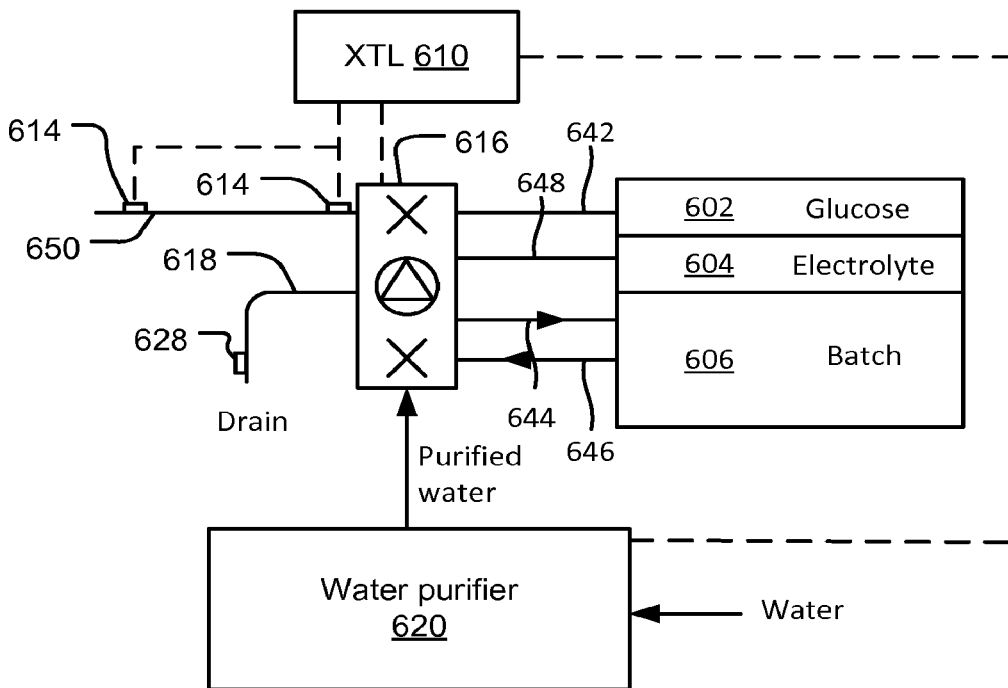 XTL 610
614
616
642
614
648
602 Glucose
650
604 Electrolyte
618
628
606 Batch
Drain
644
646
Purified
water
Water purifier
620
Water